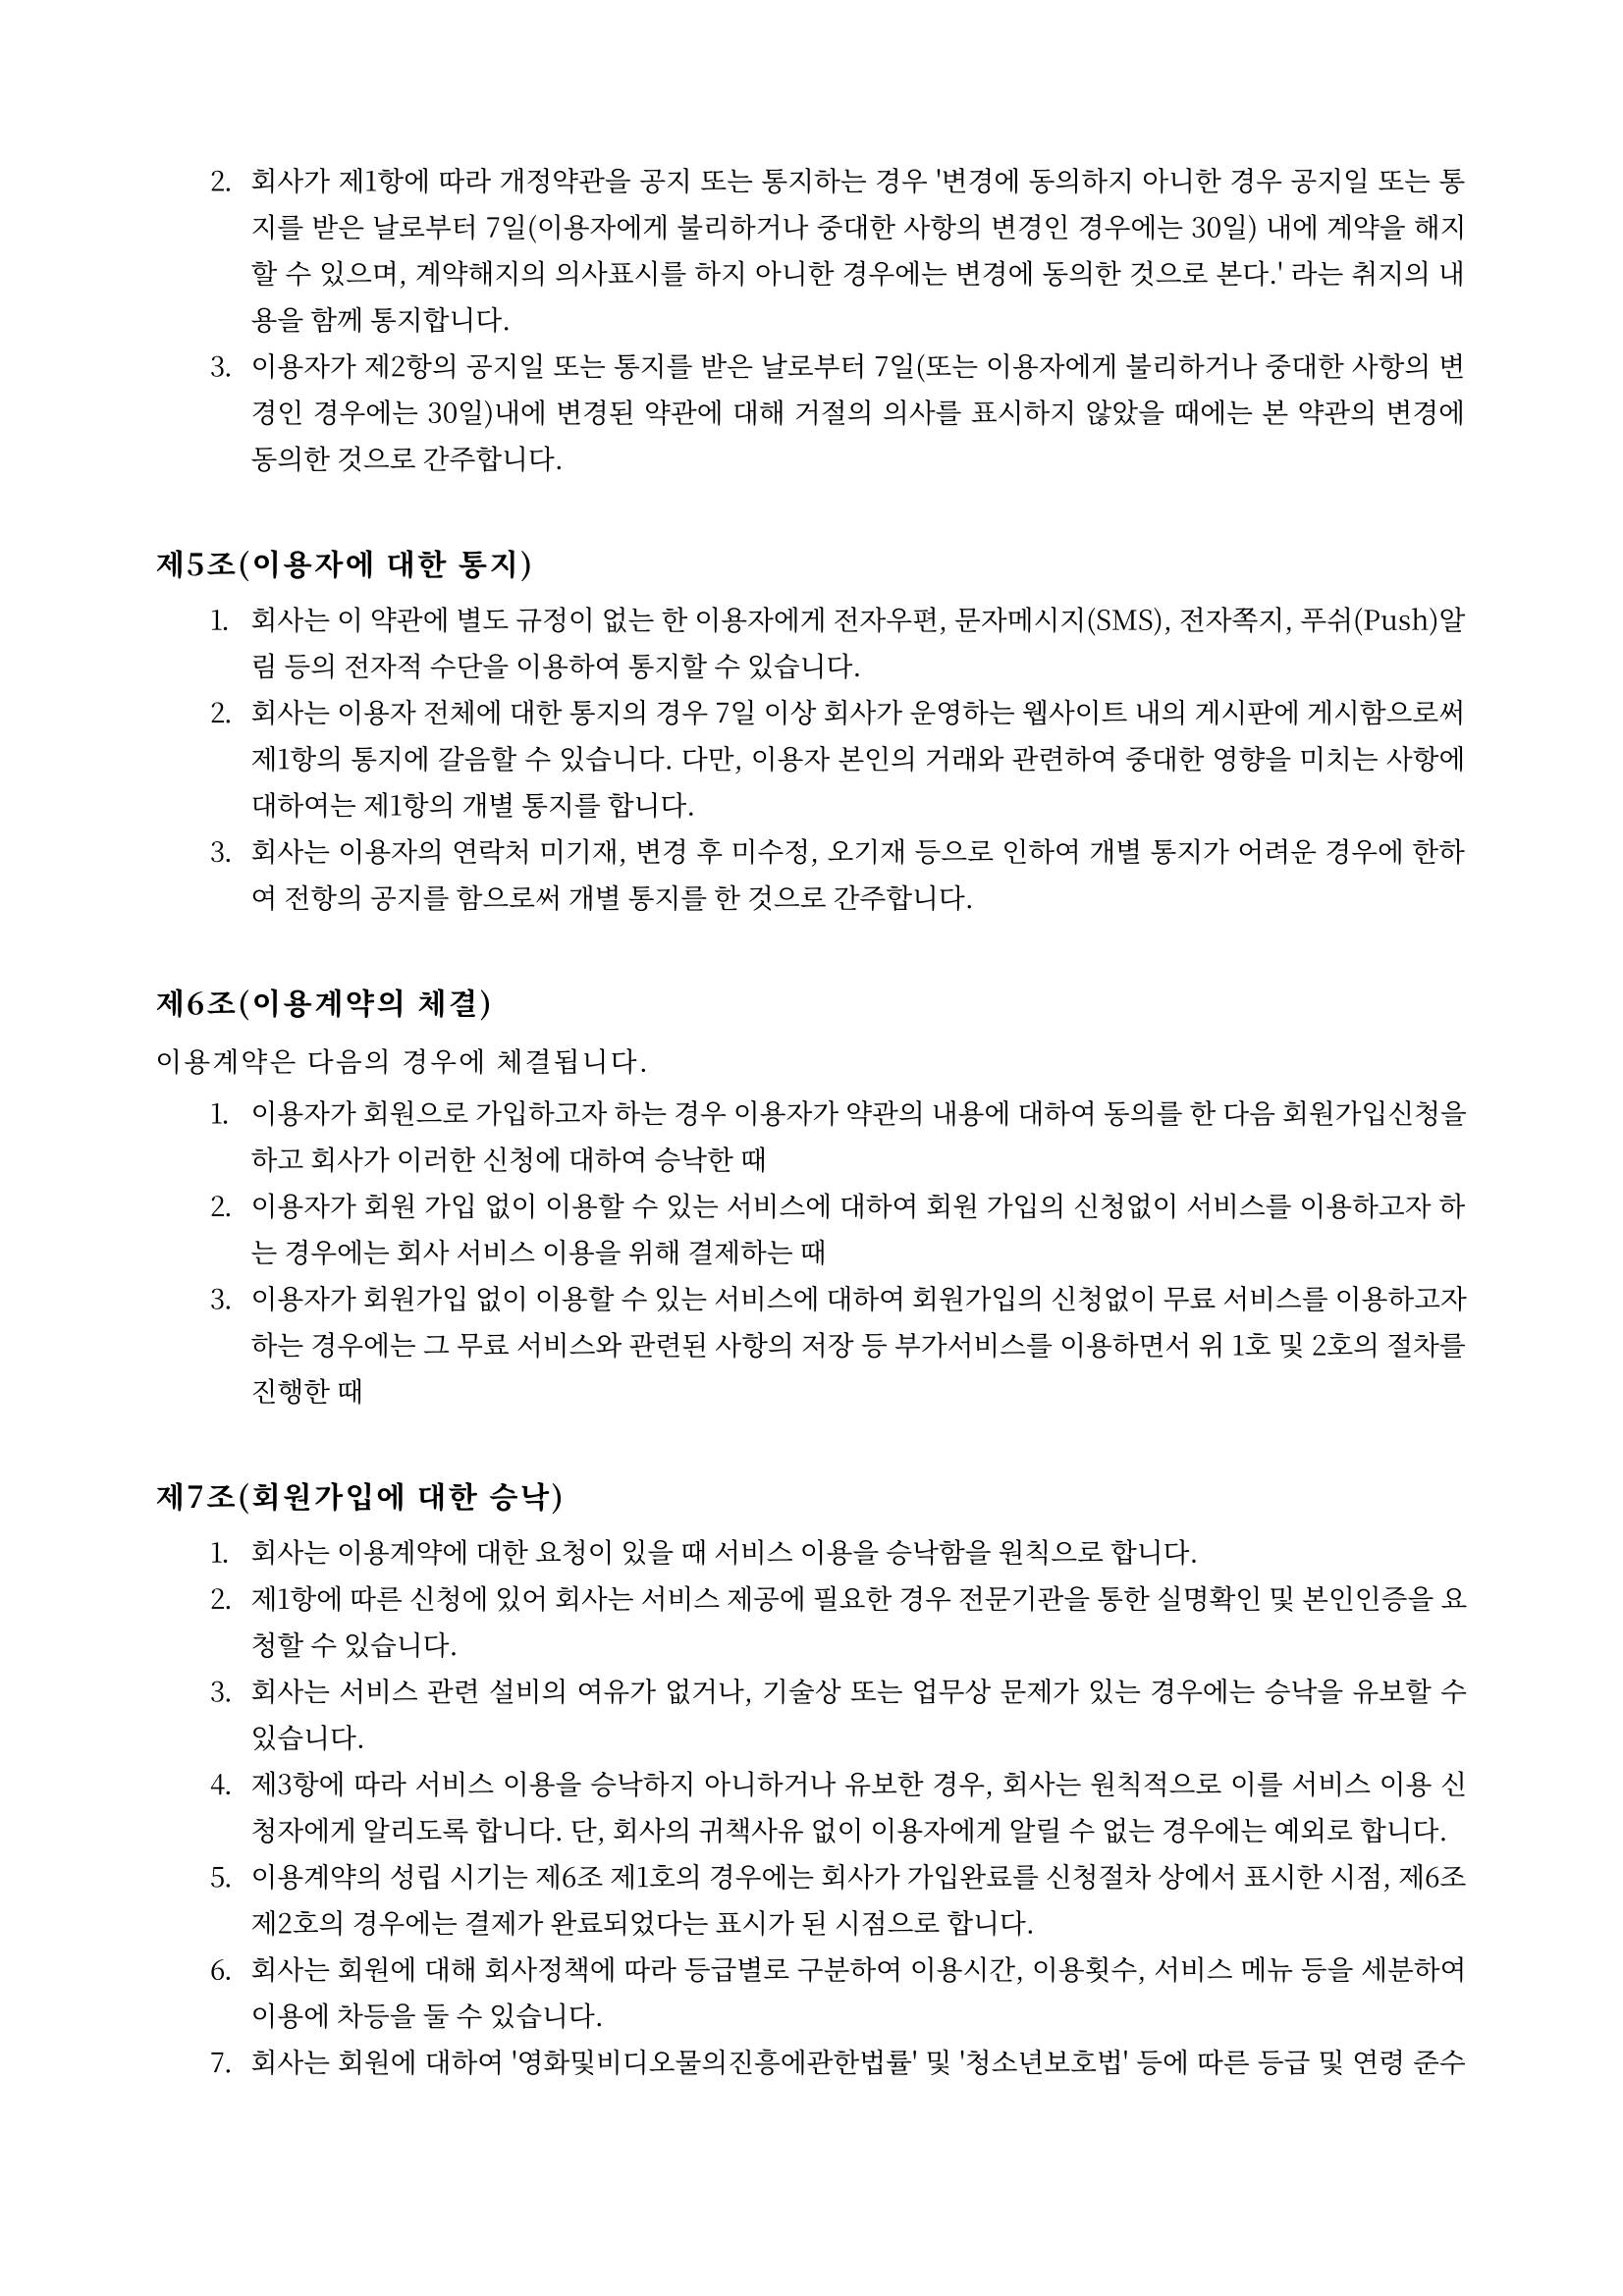 2. 회사가 제1항에 따라 개정약관을 공지 또는 통지하는 경우 '변경에 동의하지 아니한 경우 공지일 또는 통
지를 받은 날로부터 7일(이용자에게 불리하거나 중대한 사항의 변경인 경우에는 30일) 내에 계약을 해지
할 수 있으며, 계약해지의 의사표시를 하지 아니한 경우에는 변경에 동의한 것으로 본다.' 라는 취지의 내
용을 함께 통지합니다.
3. 이용자가 제2항의 공지일 또는 통지를 받은 날로부터 7일(또는 이용자에게 불리하거나 중대한 사항의 변
경인 경우에는 30일)내에 변경된 약관에 대해 거절의 의사를 표시하지 않았을 때에는 본 약관의 변경에
동의한 것으로 간주합니다.
제5조(이용자에 대한 통지)
1. 회사는 이 약관에 별도 규정이 없는 한 이용자에게 전자우편, 문자메시지(SMS), 전자쪽지, 푸쉬(Push)알
림 등의 전자적 수단을 이용하여 통지할 수 있습니다.
2. 회사는 이용자 전체에 대한 통지의 경우 7일 이상 회사가 운영하는 웹사이트 내의 게시판에 게시함으로써
제1항의 통지에 갈음할 수 있습니다. 다만, 이용자 본인의 거래와 관련하여 중대한 영향을 미치는 사항에
대하여는 제1항의 개별 통지를 합니다.
3. 회사는 이용자의 연락처 미기재, 변경 후 미수정, 오기재 등으로 인하여 개별 통지가 어려운 경우에 한하
여 전항의 공지를 함으로써 개별 통지를 한 것으로 간주합니다.
제6조(이용계약의 체결)
이용계약은 다음의 경우에 체결됩니다.
1. 이용자가 회원으로 가입하고자 하는 경우 이용자가 약관의 내용에 대하여 동의를 한 다음 회원가입신청을
하고 회사가 이러한 신청에 대하여 승낙한 때
2. 이용자가 회원 가입 없이 이용할 수 있는 서비스에 대하여 회원 가입의 신청없이 서비스를 이용하고자 하
는 경우에는 회사 서비스 이용을 위해 결제하는 때
3. 이용자가 회원가입 없이 이용할 수 있는 서비스에 대하여 회원가입의 신청없이 무료 서비스를 이용하고자
하는 경우에는 그 무료 서비스와 관련된 사항의 저장 등 부가서비스를 이용하면서 위 1호 및 2호의 절차를
진행한 때
제7조(회원가입에 대한 승낙)
1. 회사는 이용계약에 대한 요청이 있을 때 서비스 이용을 승낙함을 원칙으로 합니다.
2. 제1항에 따른 신청에 있어 회사는 서비스 제공에 필요한 경우 전문기관을 통한 실명확인 및 본인인증을 요
청할 수 있습니다.
3. 회사는 서비스 관련 설비의 여유가 없거나, 기술상 또는 업무상 문제가 있는 경우에는 승낙을 유보할 수
있습니다.
4. 제3항에 따라 서비스 이용을 승낙하지 아니하거나 유보한 경우, 회사는 원칙적으로 이를 서비스 이용 신
청자에게 알리도록 합니다. 단, 회사의 귀책사유 없이 이용자에게 알릴 수 없는 경우에는 예외로 합니다.
5. 이용계약의 성립 시기는 제6조 제1호의 경우에는 회사가 가입완료를 신청절차 상에서 표시한 시점, 제6조
제2호의 경우에는 결제가 완료되었다는 표시가 된 시점으로 합니다.
6. 회사는 회원에 대해 회사정책에 따라 등급별로 구분하여 이용시간, 이용횟수, 서비스 메뉴 등을 세분하여
이용에 차등을 둘 수 있습니다.
7. 회사는 회원에 대하여 '영화및비디오물의진흥에관한법률' 및 '청소년보호법' 등에 따른 등급 및 연령 준수